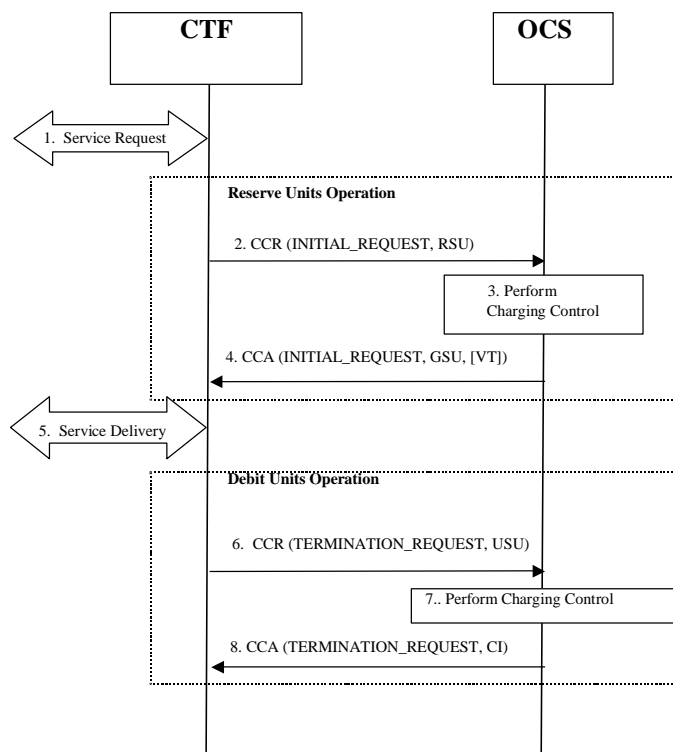 CTF
OCS
1. Service Request
Reserve Units Operation
2. CCR (INITIAL_REQUEST, RSU)
3. Perform
Charging Control
4. CCA (INITIAL_REQUEST, GSU, [VT])
5. Service Delivery
Debit Units Operation
6. CCR (TERMINATION_REQUEST, USU)
7.. Perform Charging Control
8. CCA (TERMINATION_REQUEST, CI)